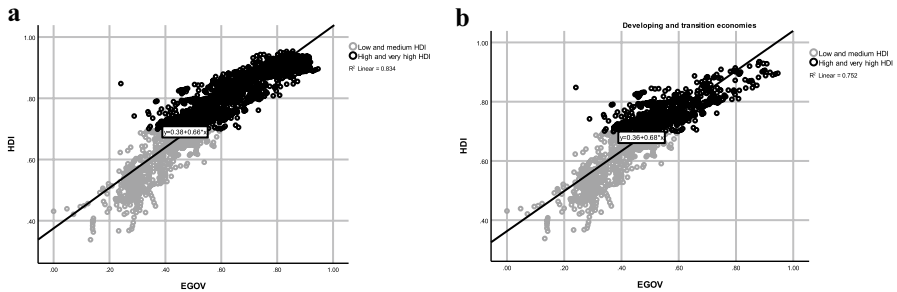 a
1.00
.80
.60
.40
.00
.20
.40
.60
.80
1.00
HDI
EGOV
y=0.38+0.66*x
Low and medium HDI
High and very high HDI
R² Linear = 0.834
b
Developing and transition economies
1.00
.80
.60
.40
.00
.20
.40
.60
.80
1.00
HDI
EGOV
y=0.36+0.68*x
Low and medium HDI
High and very high HDI
R² Linear = 0.752